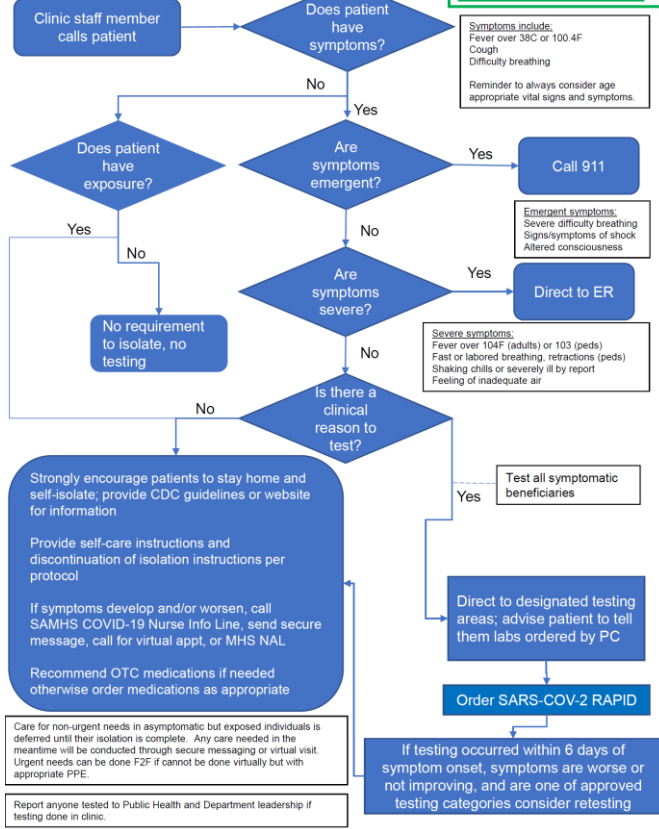 Clinic staff member
calls patient
Does patient
have
symptoms?
Symptoms include:
Fever over 38C or 100.4F
Cough
Difficulty breathing
Reminder to always consider age
appropriate vital signs and symptoms.
No
Yes
Does patient
have
exposure?
Are
symptoms
emergent?
Yes
Call 911
Emergent symptoms:
Severe difficulty breathing
Signs/symptoms of shock
Altered consciousness
Yes
No
No
Are
symptoms
severe?
Yes
Direct to ER
No requirement
to isolate, no
testing
Severe symptoms:
Fever over 104F (adults) or 103 (peds)
Fast or labored breathing, retractions (peds)
Shaking chills or severely ill by report
Feeling of inadequate air
No
Is there a
clinical
reason to
test?
No
Yes
Test all symptomatic
beneficiaries
Strongly encourage patients to stay home and
self-isolate; provide CDC guidelines or website
for information
Provide self-care instructions and
discontinuation of isolation instructions per
protocol
If symptoms develop and/or worsen, call
SAMHS COVID-19 Nurse Info Line, send secure
message, call for virtual appt, or MHS NAL
Recommend OTC medications if needed
otherwise order medications as appropriate
Direct to designated testing
areas; advise patient to tell
them labs ordered by PC
Order SARS-COV-2 RAPID
If testing occurred within 6 days of
symptom onset, symptoms are worse or
not improving, and are one of approved
testing categories consider retesting
Care for non-urgent needs in asymptomatic but exposed individuals is
deferred until their isolation is complete. Any care needed in the
meantime will be conducted through secure messaging or virtual visit.
Urgent needs can be done F2F if cannot be done virtually but with
appropriate PPE.
Report anyone tested to Public Health and Department leadership if
testing done in clinic.